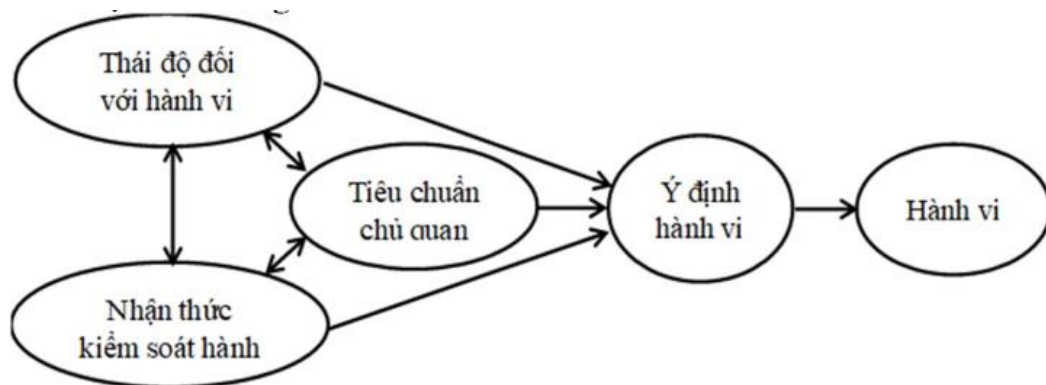 Thái độ đối
với hành vi
Tiêu chuẩn
chủ quan
Nhận thức
kiểm soát hành
Ý định
hành vi
Hành vi